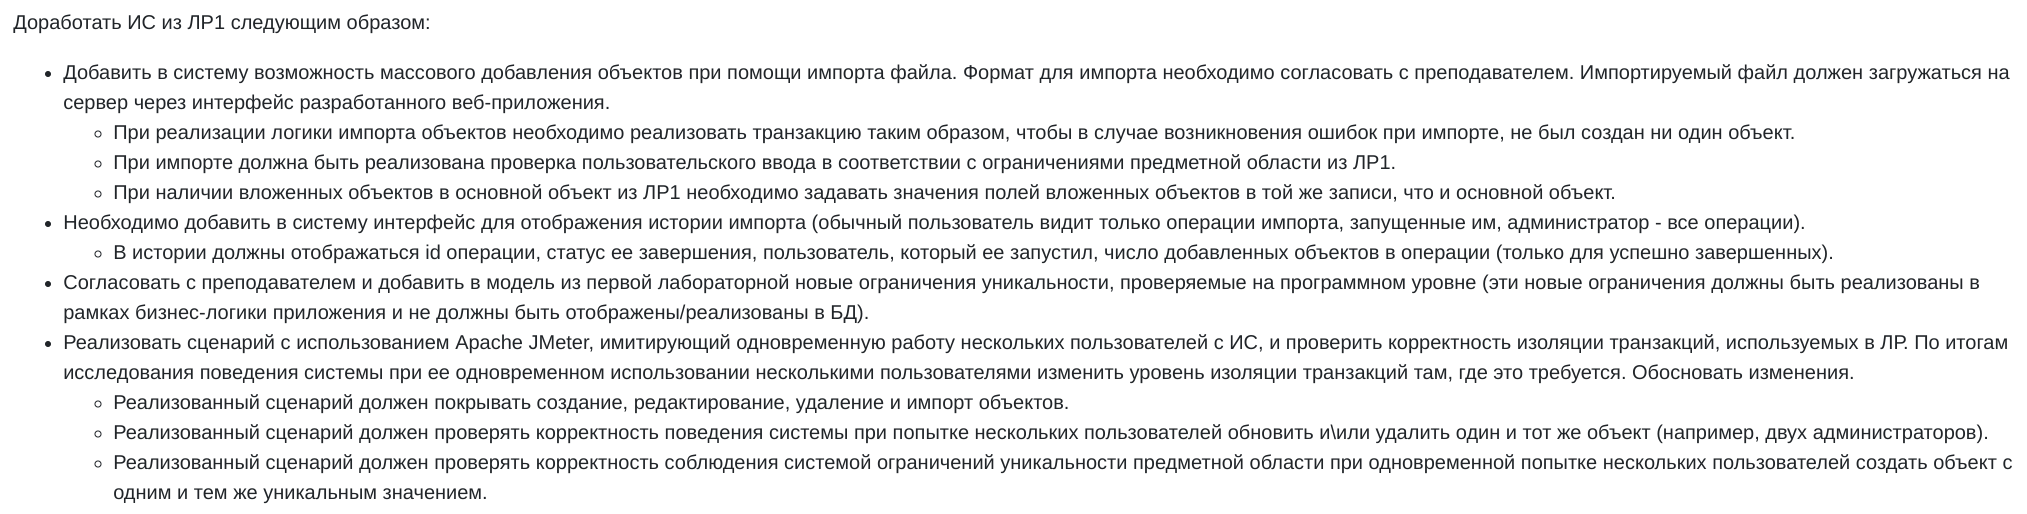 Доработать ИС из ЛР1 следующим образом:
Добавить в систему возможность массового добавления объектов при помощи импорта файла. Формат для импорта необходимо согласовать с преподавателем. Импортируемый файл должен загружаться на
сервер через интерфейс разработанного веб-приложения.
При реализации логики импорта объектов необходимо реализовать транзакцию таким образом, чтобы в случае возникновения ошибок при импорте, не был создан ни один объект.
При импорте должна быть реализована проверка пользовательского ввода в соответствии с ограничениями предметной области из ЛР1.
При наличии вложенных объектов в основной объект из ЛР1 необходимо задавать значения полей вложенных объектов в той же записи, что и основной объект.
Необходимо добавить в систему интерфейс для отображения истории импорта (обычный пользователь видит только операции импорта, запущенные им, администратор - все операции).
В истории должны отображаться id операции, статус ее завершения, пользователь, который ее запустил, число добавленных объектов в операции (только для успешно завершенных).
Согласовать с преподавателем и добавить в модель из первой лабораторной новые ограничения уникальности, проверяемые на программном уровне (эти новые ограничения должны быть реализованы в
рамках бизнес-логики приложения и не должны быть отображены/реализованы в БД).
Реализовать сценарий с использованием Apache JMeter, имитирующий одновременную работу нескольких пользователей с ИС, и проверить корректность изоляции транзакций, используемых в ЛР. По итогам
исследования поведения системы при ее одновременном использовании несколькими пользователями изменить уровень изоляции транзакций там, где это требуется. Обосновать изменения.
Реализованный сценарий должен покрывать создание, редактирование, удаление и импорт объектов.
Реализованный сценарий должен проверять корректность поведения системы при попытке нескольких пользователей обновить и\или удалить один и тот же объект (например, двух администраторов).
Реализованный сценарий должен проверять корректность соблюдения системой ограничений уникальности предметной области при одновременной попытке нескольких пользователей создать объект с
одним и тем же уникальным значением.